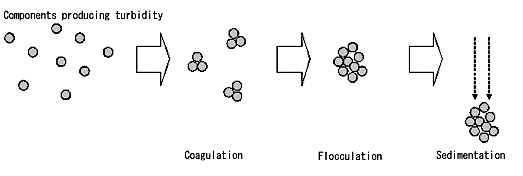 Components producing turbidity
Coagulation
Flocculation
Sedimentation